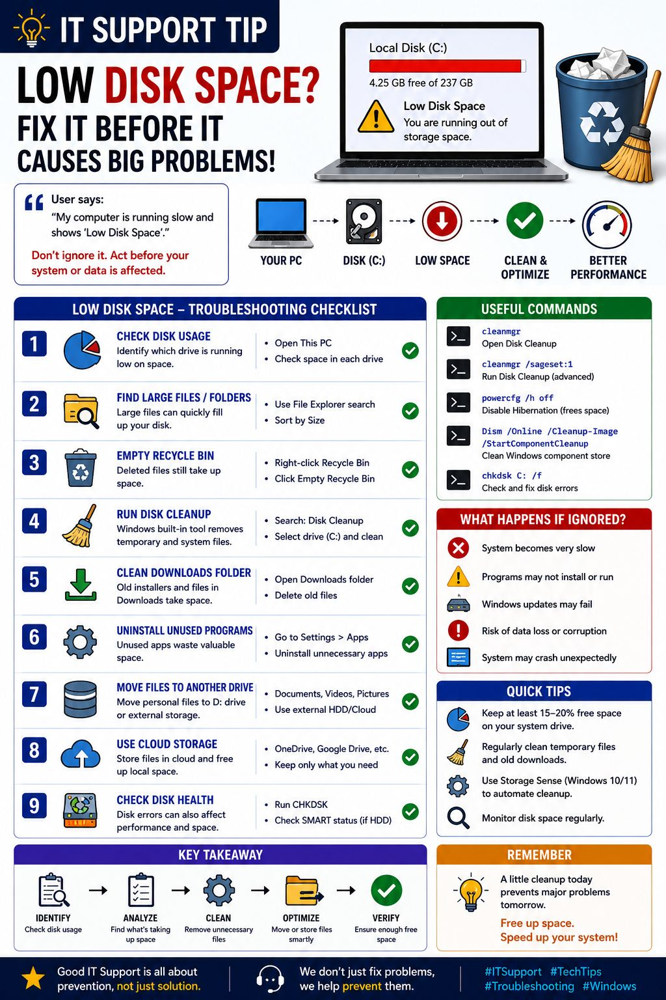 IT SUPPORT TIP
LOW DISK SPACE?
FIX IT BEFORE IT
CAUSES BIG PROBLEMS!
Local Disk (C:)
4.25 GB free of 237 GB
Low Disk Space
You are running out of
storage space.
User says:
“My computer is running slow and
shows ‘Low Disk Space’.”
Don’t ignore it. Act before your
system or data is affected.
YOUR PC
DISK (C:)
LOW SPACE
CLEAN &
OPTIMIZE
BETTER
PERFORMANCE
LOW DISK SPACE – TROUBLESHOOTING CHECKLIST
1
CHECK DISK USAGE
Identify which drive is running
low on space.
• Open This PC
• Check space in each drive
2
FIND LARGE FILES / FOLDERS
Large files can quickly fill
up your disk.
• Use File Explorer search
• Sort by Size
3
EMPTY RECYCLE BIN
Deleted files still take up
space.
• Right-click Recycle Bin
• Click Empty Recycle Bin
4
RUN DISK CLEANUP
Windows built-in tool removes
temporary and system files.
• Search: Disk Cleanup
• Select drive (C:) and clean
5
CLEAN DOWNLOADS FOLDER
Old installers and files in
Downloads take space.
• Open Downloads folder
• Delete old files
6
UNINSTALL UNUSED PROGRAMS
Unused apps waste valuable
space.
• Go to Settings > Apps
• Uninstall unnecessary apps
7
MOVE FILES TO ANOTHER DRIVE
Move personal files to D: drive
or external storage.
• Documents, Videos, Pictures
• Use external HDD/Cloud
8
USE CLOUD STORAGE
Store files in cloud and free
up local space.
• OneDrive, Google Drive, etc.
• Keep only what you need
9
CHECK DISK HEALTH
Disk errors can also affect
performance and space.
• Run CHKDSK
• Check SMART status (if HDD)
USEFUL COMMANDS
cleanmgr
Open Disk Cleanup
cleanmgr /sageset:1
Run Disk Cleanup (advanced)
powercfg /h off
Disable Hibernation (frees space)
Dism /Online /Cleanup-Image
/StartComponentCleanup
Clean Windows component store
chkdsk C: /f
Check and fix disk errors
WHAT HAPPENS IF IGNORED?
System becomes very slow
Programs may not install or run
Windows updates may fail
Risk of data loss or corruption
System may crash unexpectedly
QUICK TIPS
Keep at least 15–20% free space
on your system drive.
Regularly clean temporary files
and old downloads.
Use Storage Sense (Windows 10/11)
to automate cleanup.
Monitor disk space regularly.
KEY TAKEAWAY
IDENTIFY
Check disk usage
ANALYZE
Find what's taking
up space
CLEAN
Remove unnecessary
files
OPTIMIZE
Move or store files
smartly
VERIFY
Ensure enough free
space
REMEMBER
A little cleanup today
prevents major problems
tomorrow.
Free up space.
Speed up your system!
Good IT Support is all about
prevention, not just solution.
We don’t just fix problems,
we help prevent them.
#ITSupport #TechTips
#Troubleshooting #Windows